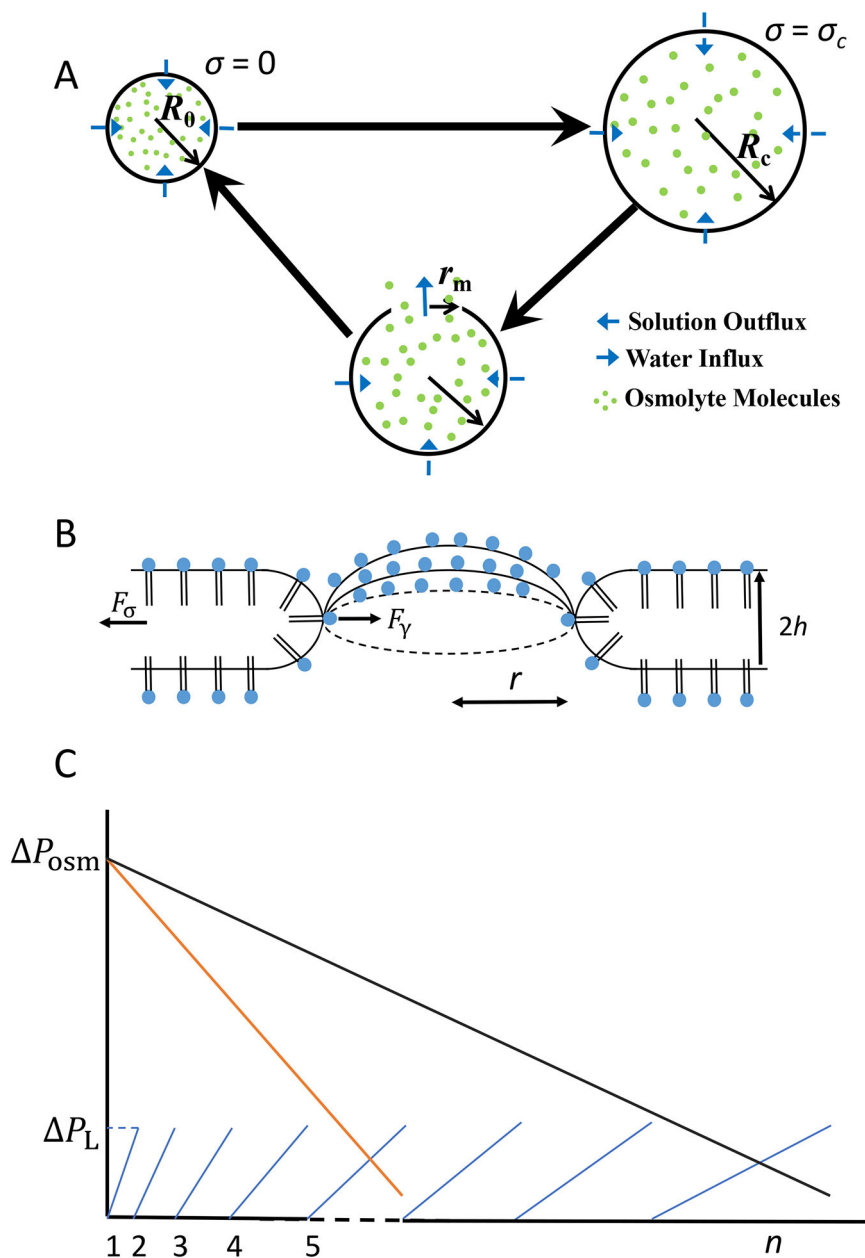 A
σ = 0
σ = σc
R0
Rc
rm
Solution Outflux
Water Influx
Osmolyte Molecules
B
Fσ
Fγ
2h
r
C
ΔPosm
ΔPL
1 2 3 4 5 n